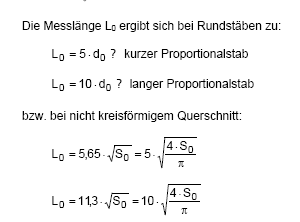 Die Messlänge L₀ ergibt sich bei Rundstäben zu:
L₀ = 5 · d₀ ? kurzer Proportionalstab
L₀ = 10 · d₀ ? langer Proportionalstab
bzw. bei nicht kreisförmigem Querschnitt:
L₀ = 5,65 · √S₀ = 5 · √(4 · S₀ / π)
L₀ = 11,3 · √S₀ = 10 · √(4 · S₀ / π)